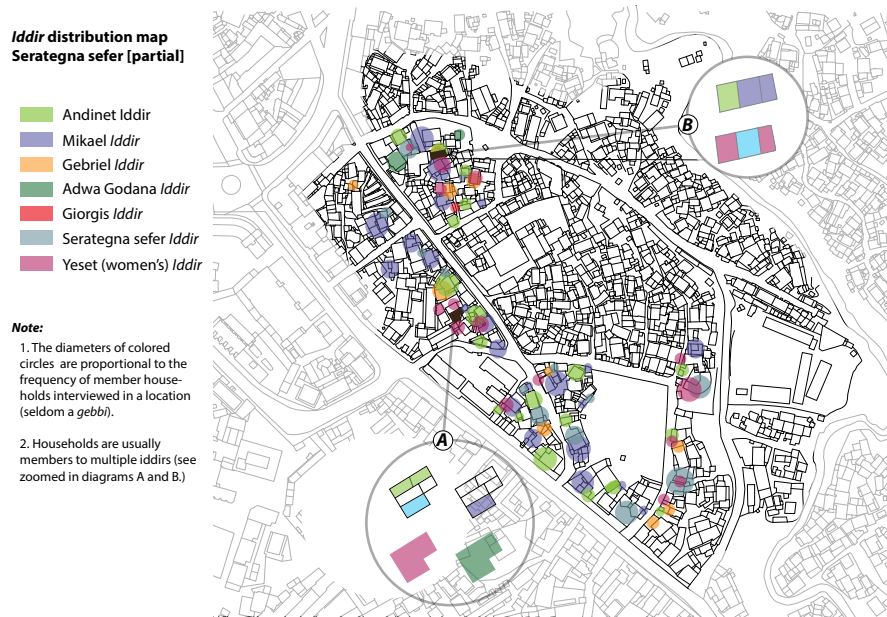 Iddir distribution map
Serategna sefer [partial]
Andinet Iddir
Mikael Iddir
Gebriel Iddir
Adwa Godana Iddir
Giorgis Iddir
Serategna sefer Iddir
Yeset (women's) Iddir
Note:
1. The diameters of colored
circles are proportional to the
frequency of member house-
holds interviewed in a location
(seldom a gebbi).
2. Households are usually
members to multiple iddirs (see
zoomed in diagrams A and B.)
B
A